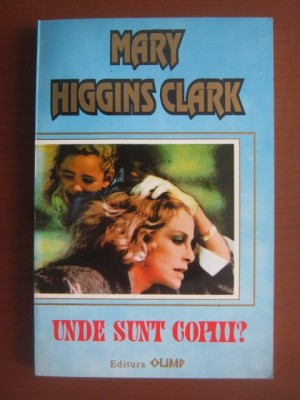 MARY
HIGGINS CLARK
UNDE SUNT COPIII?
Editura OLIMP